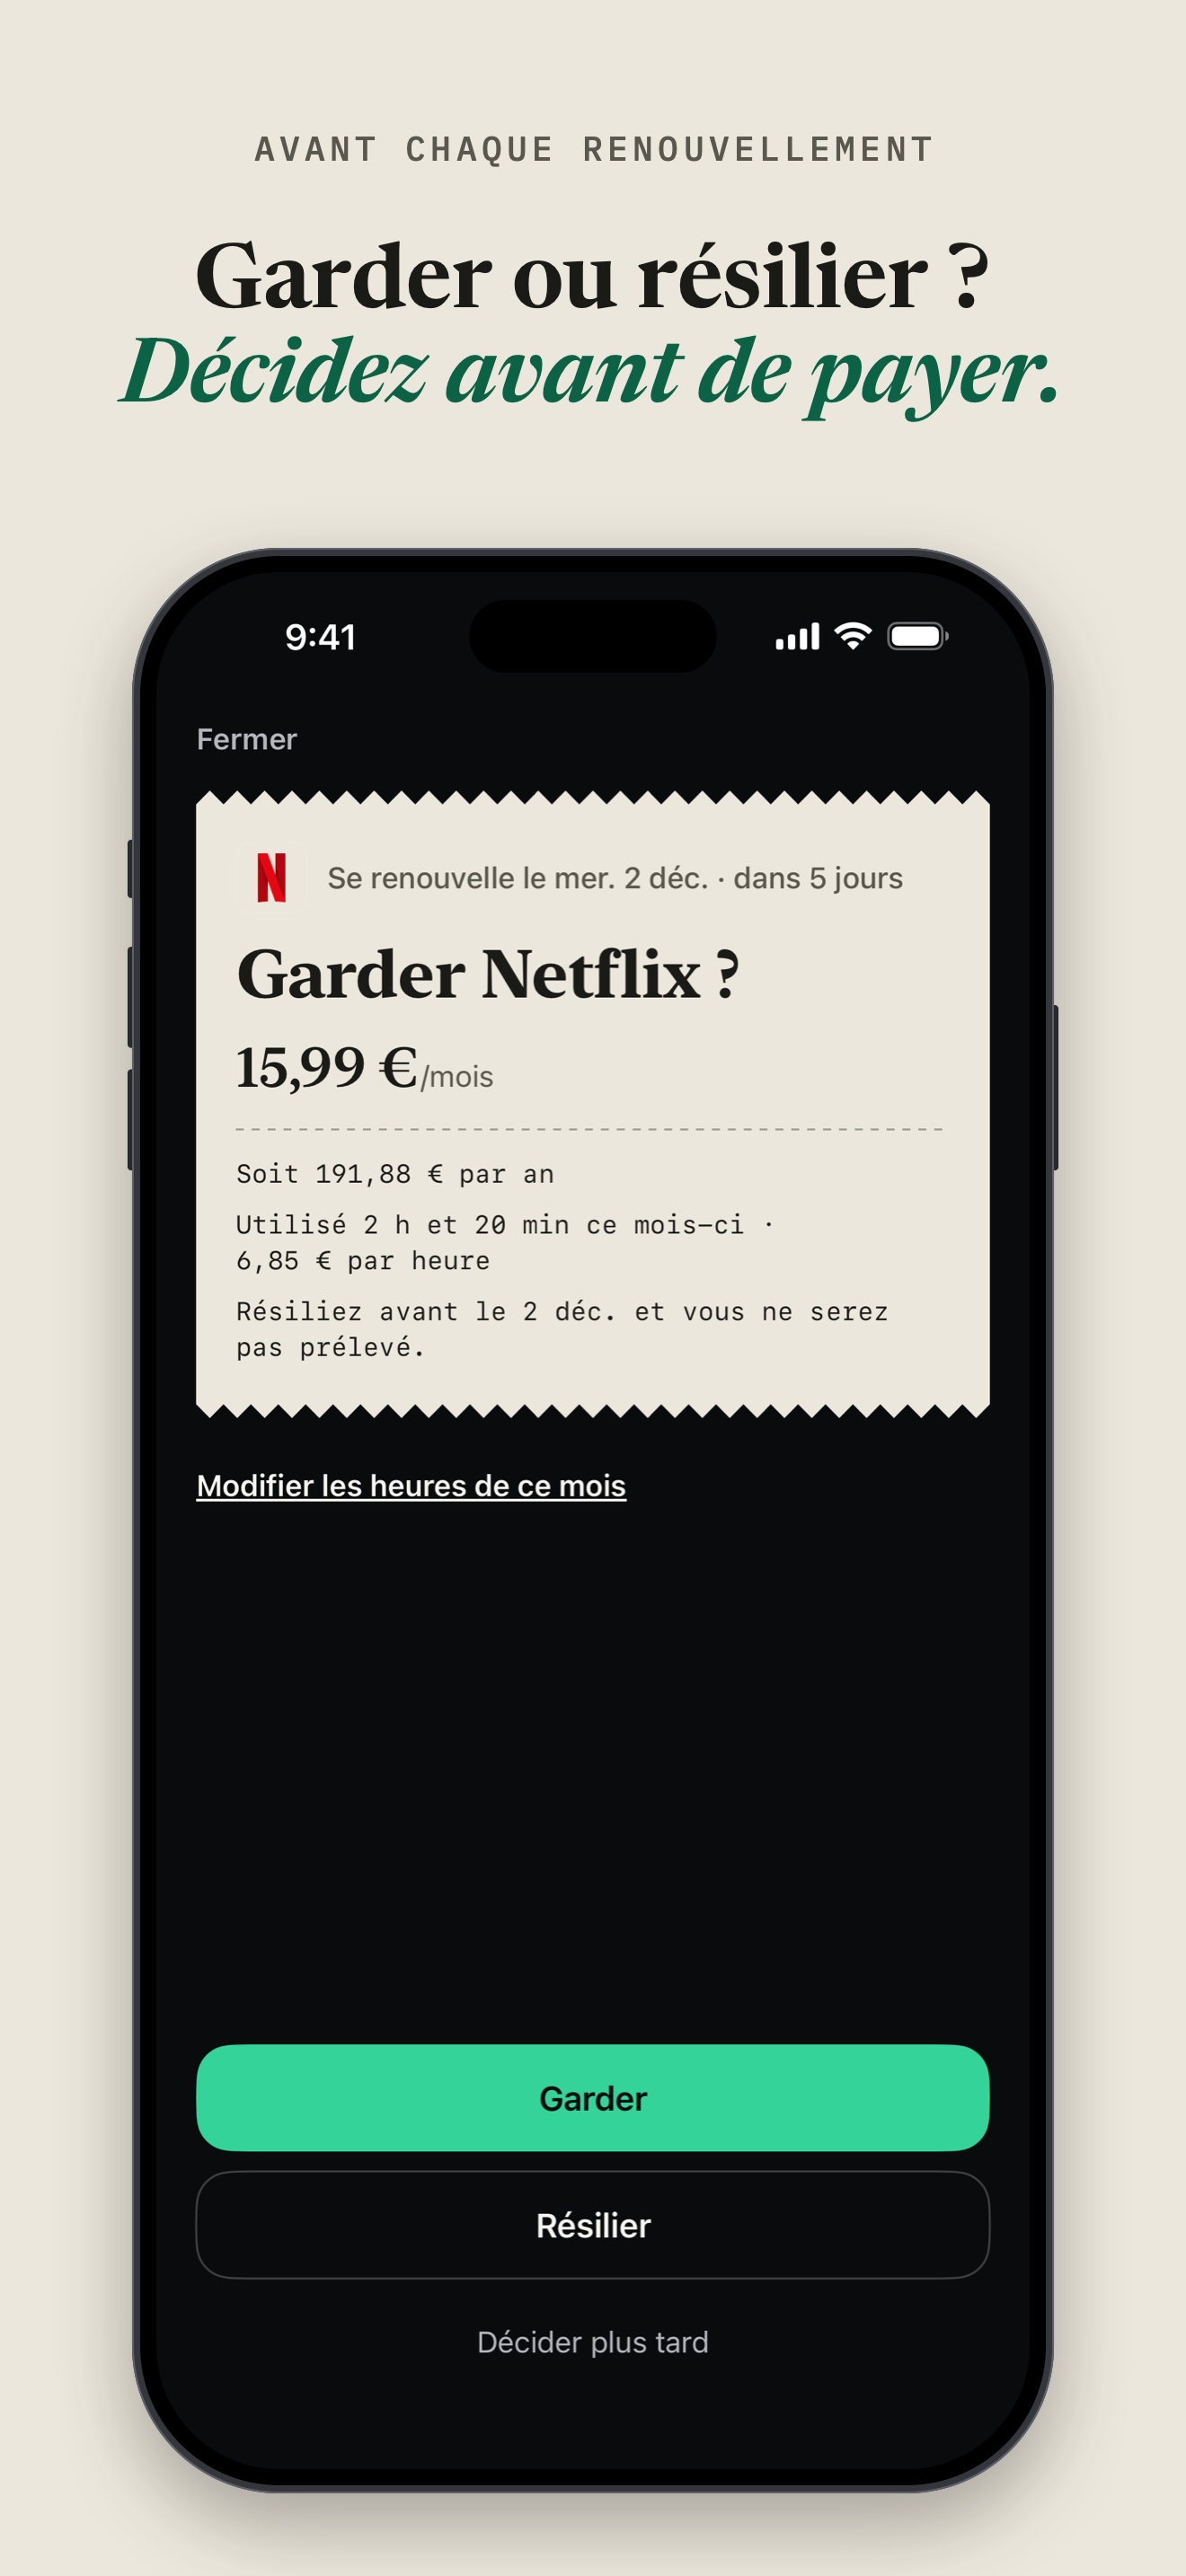 AVANT CHAQUE RENOUVELLEMENT
Garder ou résilier ?
Décidez avant de payer.
9:41
Fermer
N
Se renouvelle le mer. 2 déc. · dans 5 jours
Garder Netflix ?
15,99 €/mois
Soit 191,88 € par an
Utilisé 2 h et 20 min ce mois-ci ·
6,85 € par heure
Résiliez avant le 2 déc. et vous ne serez
pas prélevé.
Modifier les heures de ce mois
Garder
Résilier
Décider plus tard